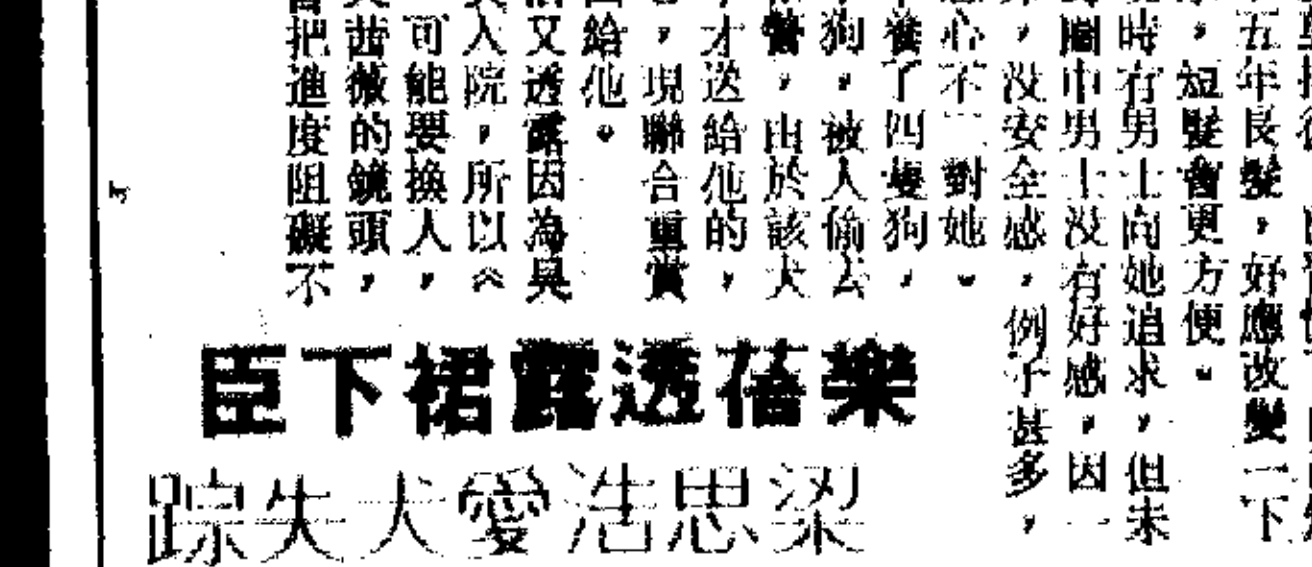 五年長髮，好應改變一下
，短髮會更方便。
時有男士向她追求，但未
圈中男士沒有好感，因一
，沒安全感，例子甚多，
心不二對她。
養了四隻狗，
狗，被人偷去
，由於該犬
才送給他的，
，現聯合重賞
給他。
又透露因為吳
入院，所以《
可能要換人，
茜薇的鏡頭，
把進度阻礙不
樂蓓透露裙下臣
梁思浩愛犬失踪